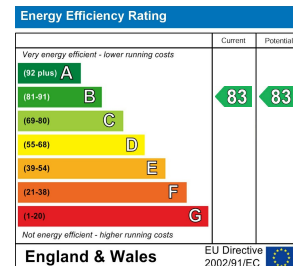 Energy Efficiency Rating
Current Potential
Very energy efficient - lower running costs
(92 plus) A
(81-91) B 83 83
(69-80) C
(55-68) D
(39-54) E
(21-38) F
(1-20) G
Not energy efficient - higher running costs
England & Wales EU Directive
2002/91/EC